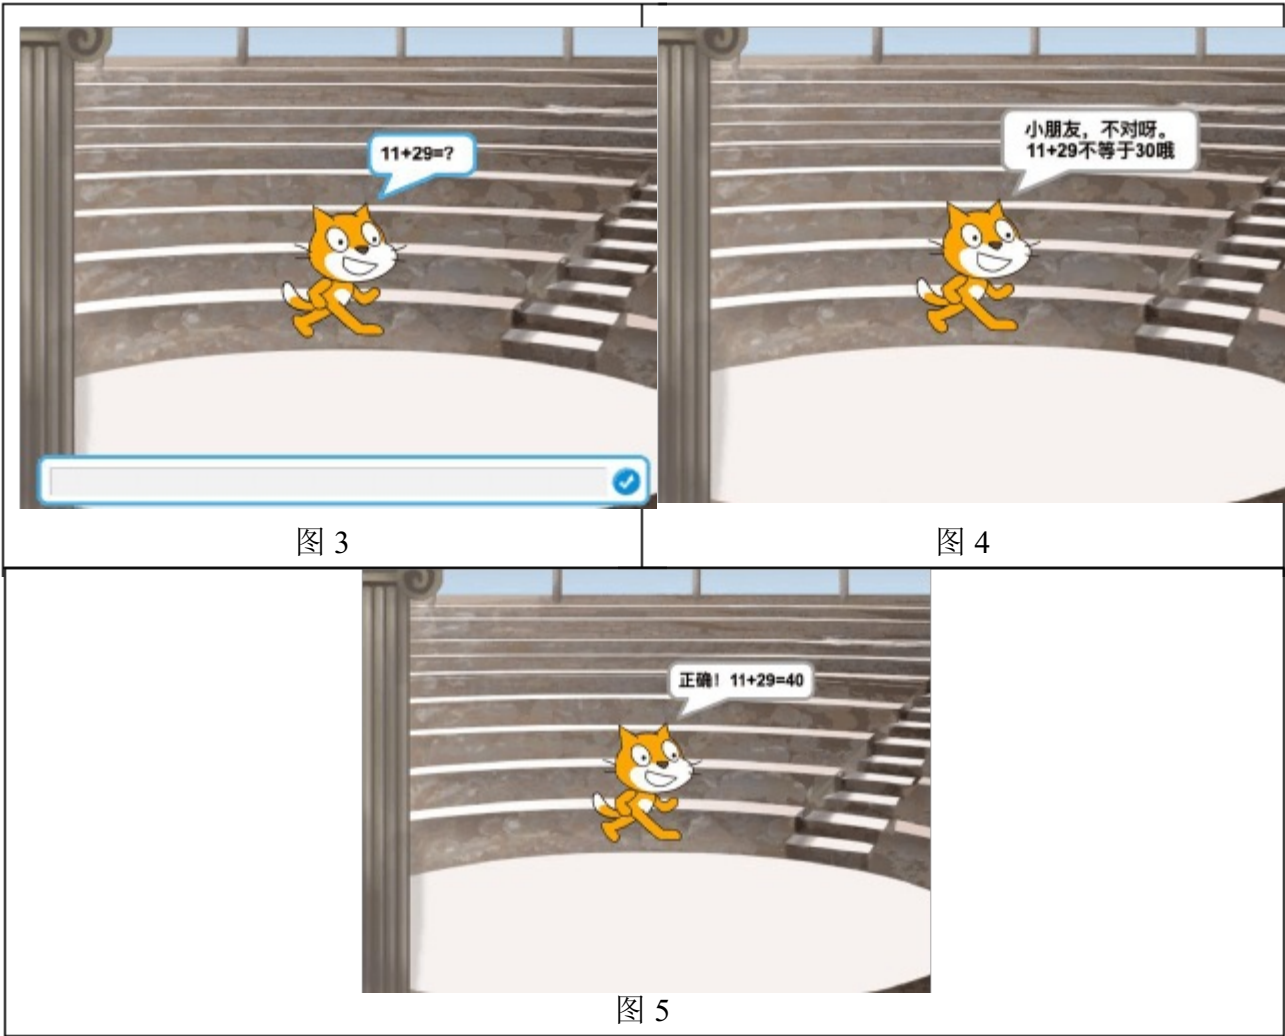 11+29=?
小朋友，不对呀。
11+29不等于30哦
图 3
图 4
正确！11+29=40
图 5